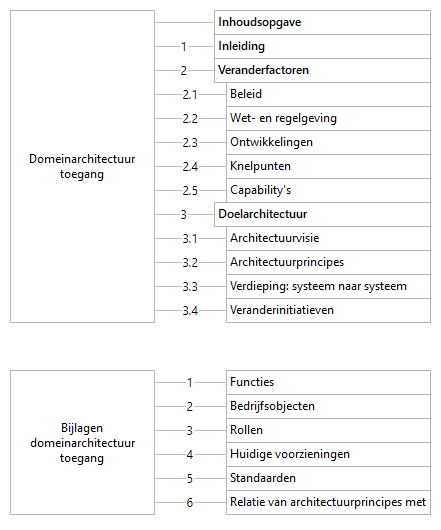 Domeinarchitectuur
toegang
Inhoudsopgave
1 Inleiding
2 Veranderfactoren
2.1 Beleid
2.2 Wet- en regelgeving
2.3 Ontwikkelingen
2.4 Knelpunten
2.5 Capability's
3 Doelarchitectuur
3.1 Architectuurvisie
3.2 Architectuurprincipes
3.3 Verdieping: systeem naar systeem
3.4 Veranderinitiatieven
Bijlagen
domeinarchitectuur
toegang
1 Functies
2 Bedrijfsobjecten
3 Rollen
4 Huidige voorzieningen
5 Standaarden
6 Relatie van architectuurprincipes met